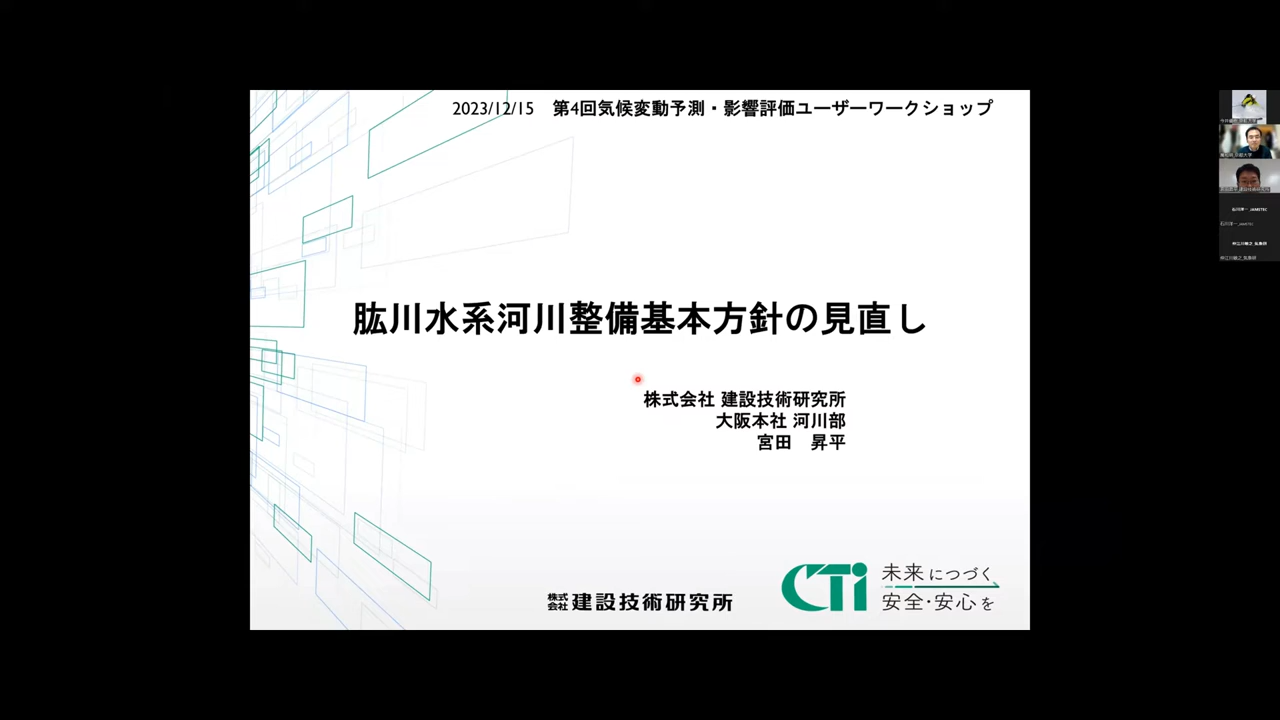 2023/12/15 第4回気候変動予測・影響評価ユーザーワークショップ
肱川水系河川整備基本方針の見直し
株式会社 建設技術研究所
大阪本社 河川部
宮田 昇平
株式会社 建設技術研究所
CTi 未来につづく
安全・安心を